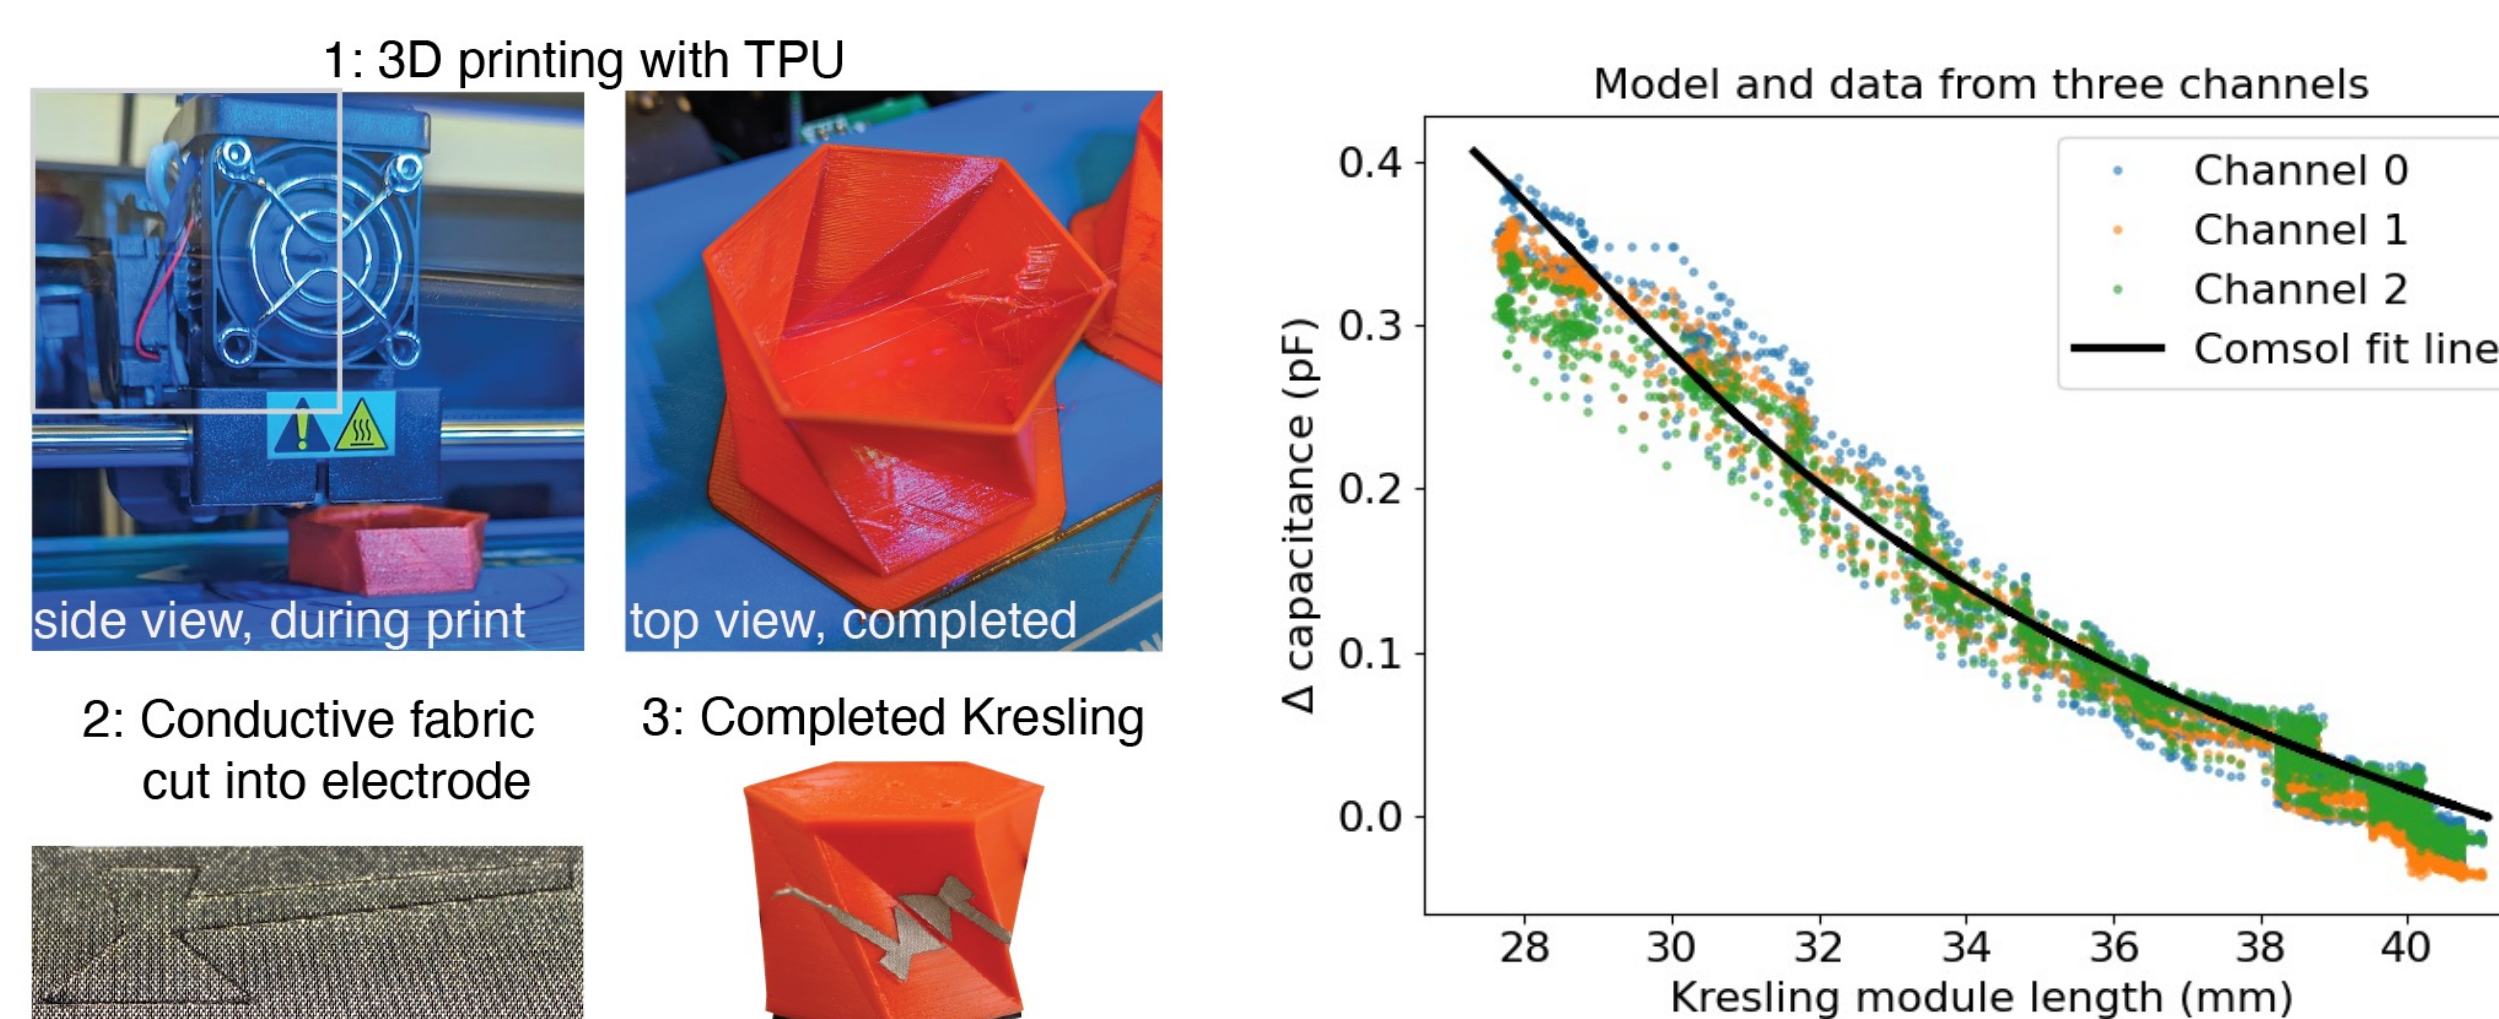 1: 3D printing with TPU
side view, during print
top view, completed
2: Conductive fabric
cut into electrode
3: Completed Kresling
Model and data from three channels
Channel 0
Channel 1
Channel 2
Comsol fit line
Δ capacitance (pF)
0.4
0.3
0.2
0.1
0.0
28 30 32 34 36 38 40
Kresling module length (mm)